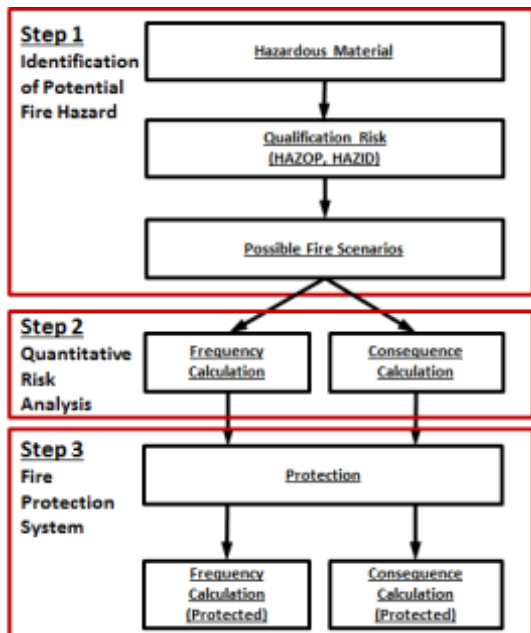 Step 1
Identification
of Potential
Fire Hazard
Hazardous Material
Qualification Risk
(HAZOP, HAZID)
Possible Fire Scenarios
Step 2
Quantitative
Risk
Analysis
Frequency
Calculation
Consequence
Calculation
Step 3
Fire
Protection
System
Protection
Frequency
Calculation
(Protected)
Consequence
Calculation
(Protected)